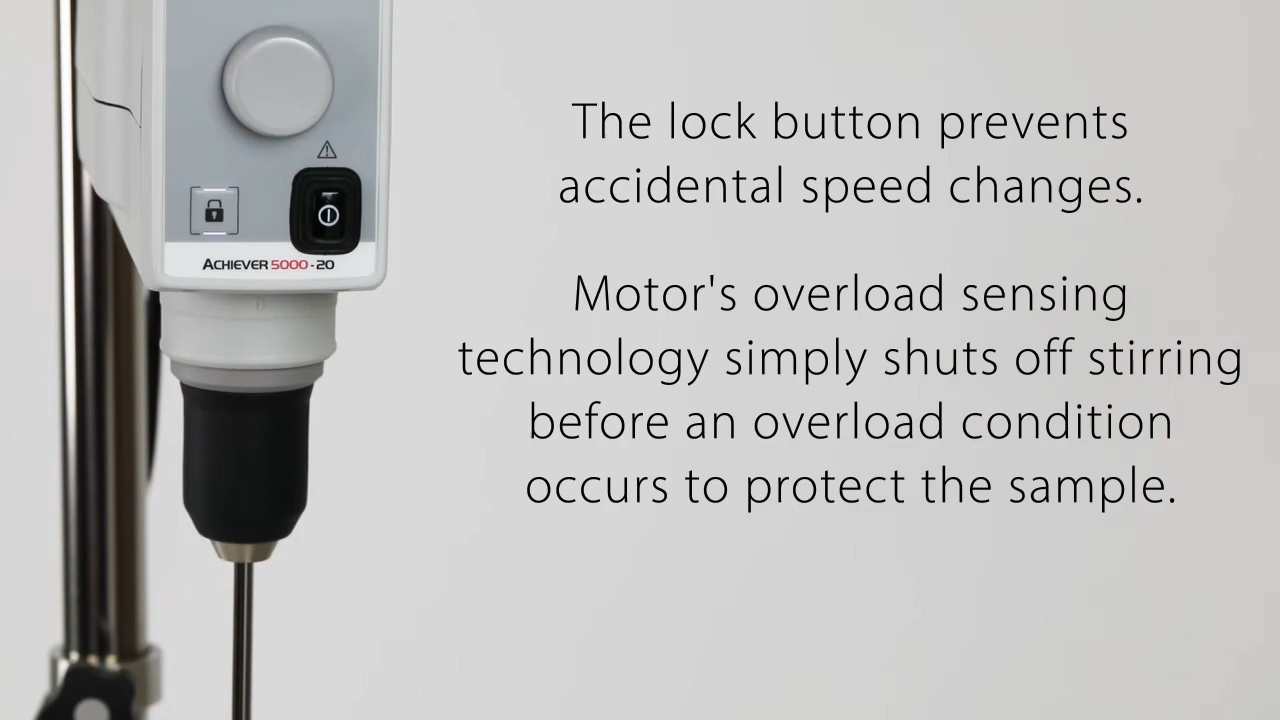 The lock button prevents
accidental speed changes.
Motor's overload sensing
technology simply shuts off stirring
before an overload condition
occurs to protect the sample.
ACHIEVER 5000-20